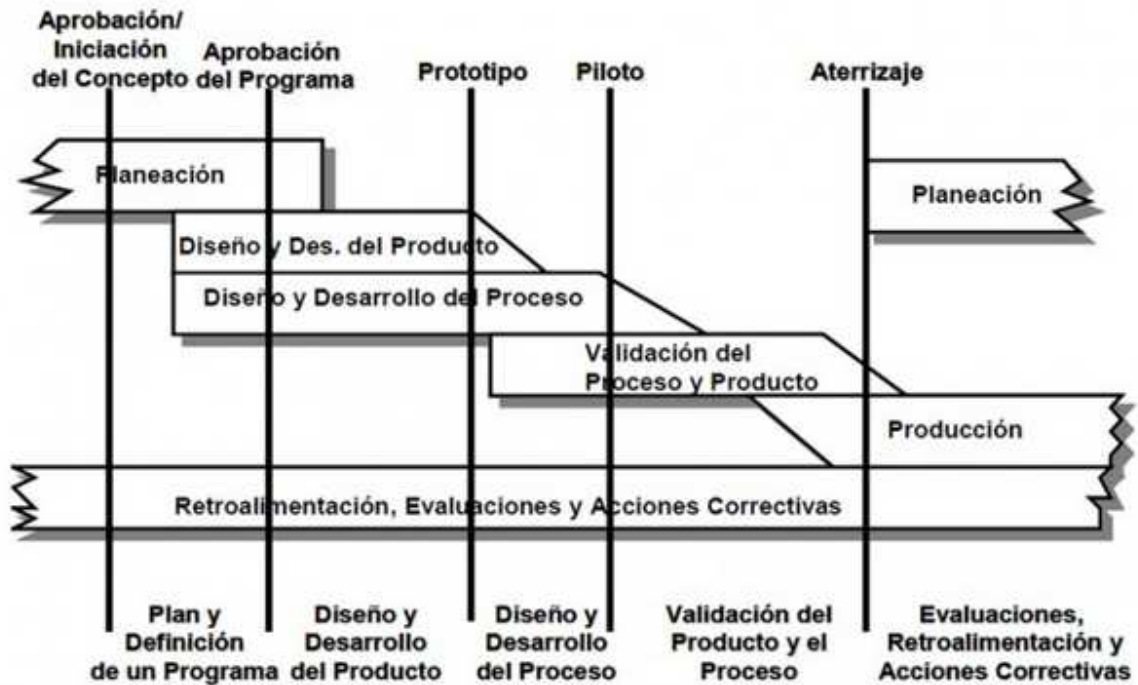 Aprobación/
Iniciación
del Concepto
Aprobación
del Programa
Prototipo
Piloto
Aterrizaje
Planeación
Planeación
Diseño y Des. del Producto
Diseño y Desarrollo del Proceso
Validación del
Proceso y Producto
Producción
Retroalimentación, Evaluaciones y Acciones Correctivas
Plan y
Definición
de un Programa
Diseño y
Desarrollo
del Producto
Diseño y
Desarrollo
del Proceso
Validación del
Producto y el
Proceso
Evaluaciones,
Retroalimentación y
Acciones Correctivas